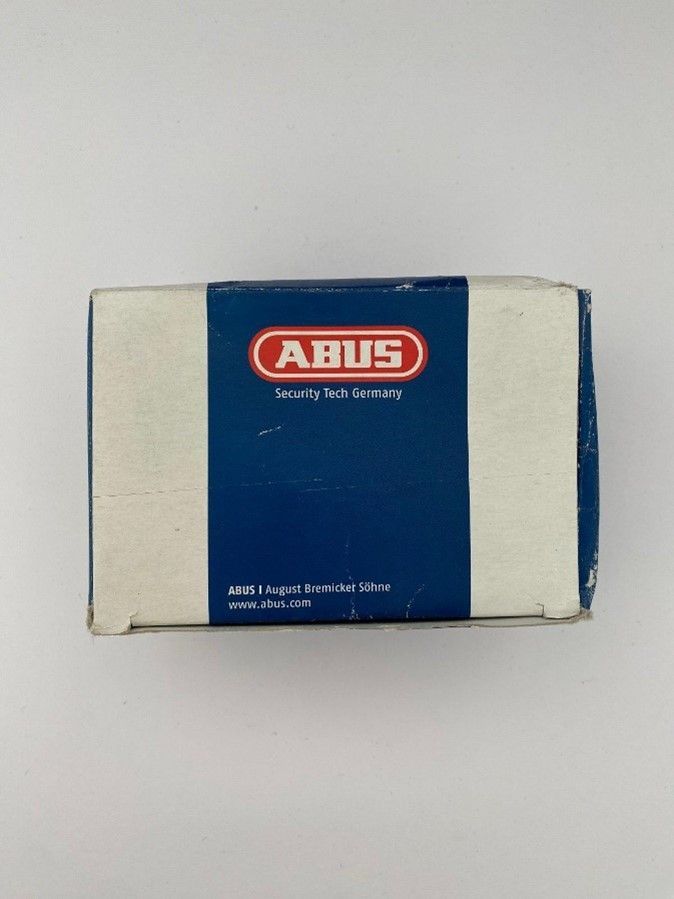 ABUS
Security Tech Germany
ABUS | August Bremicker Söhne
www.abus.com